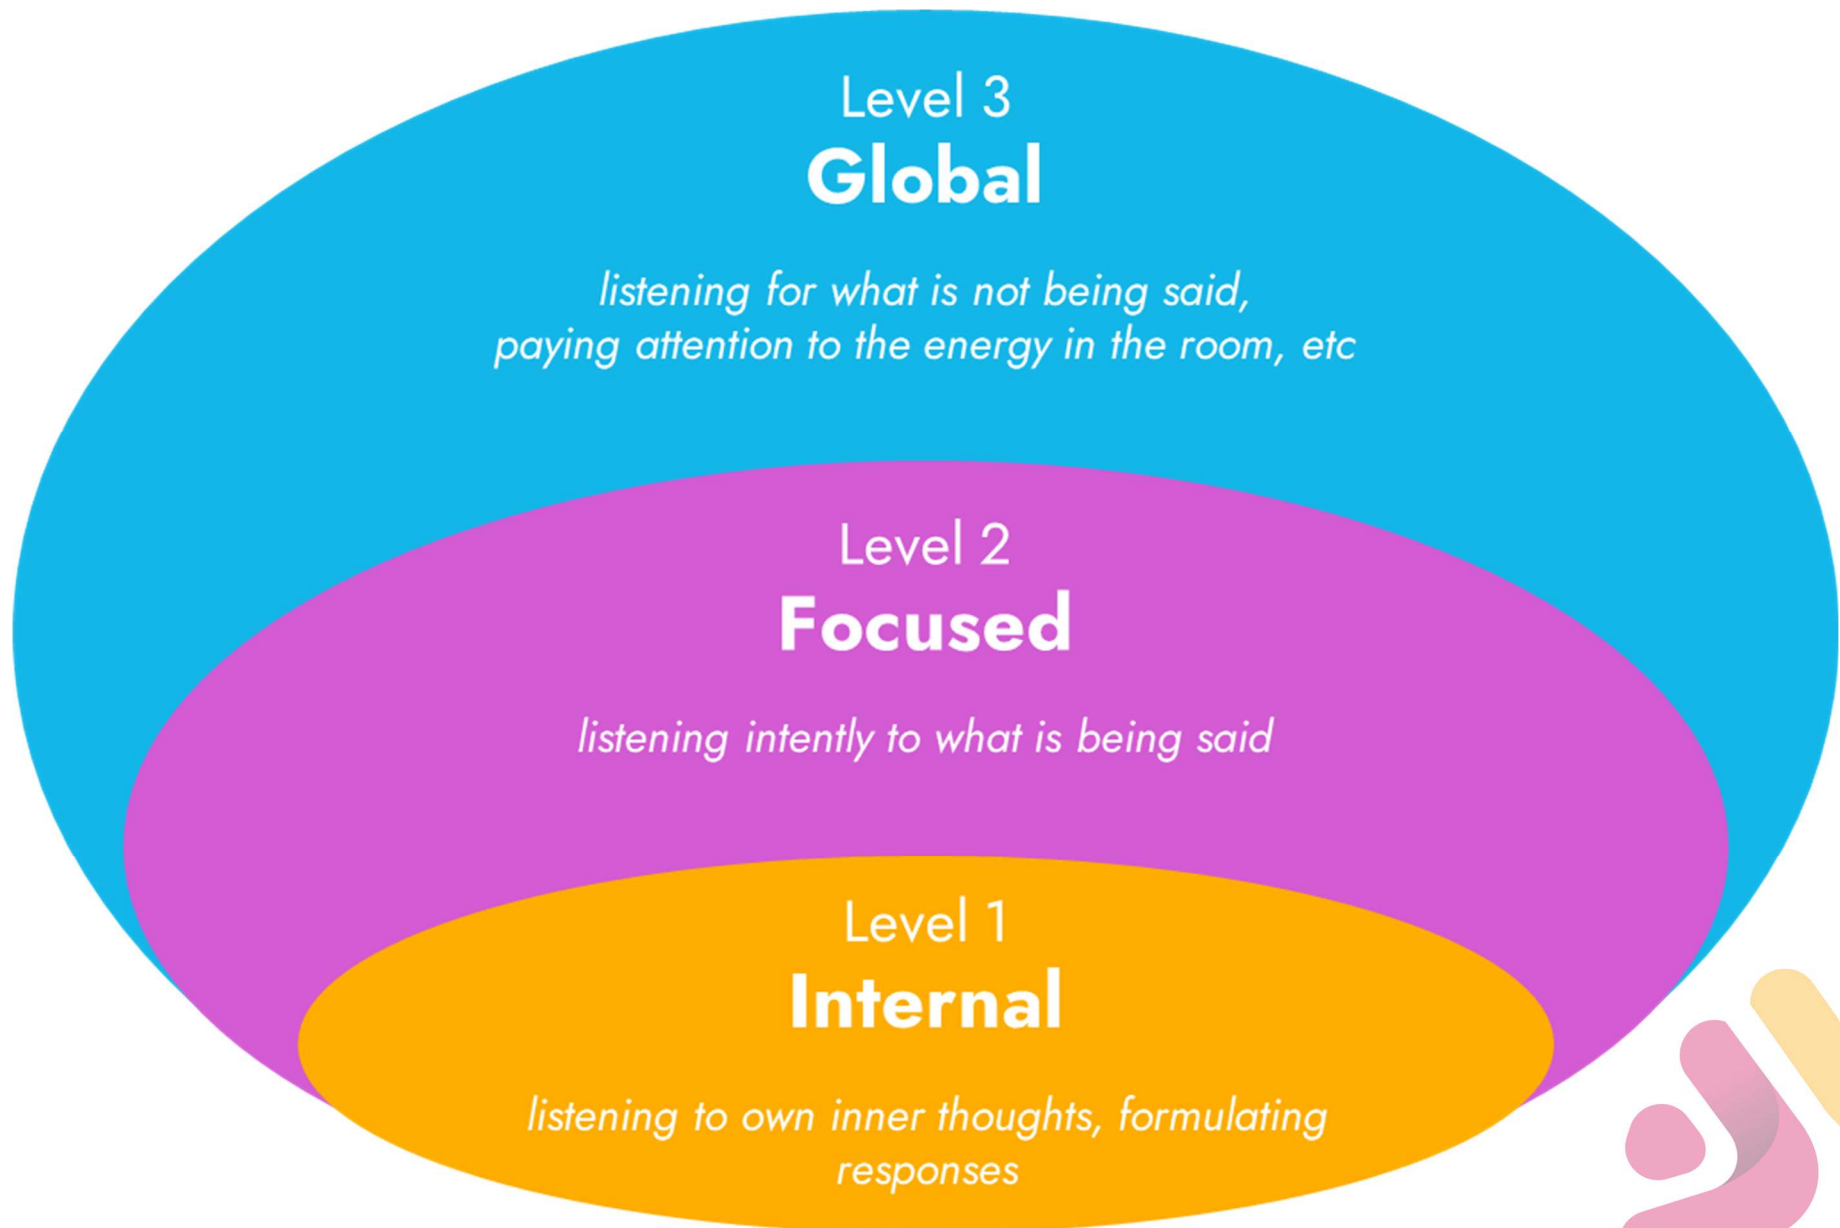 Level 3
Global
listening for what is not being said,
paying attention to the energy in the room, etc
Level 2
Focused
listening intently to what is being said
Level 1
Internal
listening to own inner thoughts, formulating
responses